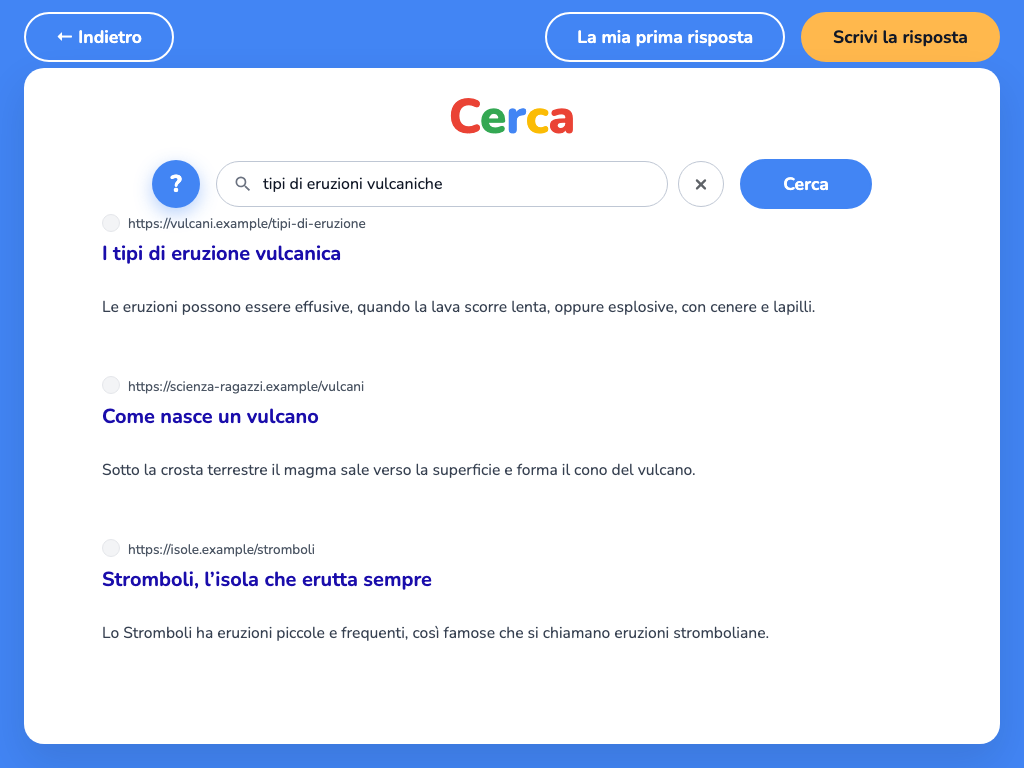 ← Indietro
La mia prima risposta
Scrivi la risposta
Cerca
?
tipi di eruzioni vulcaniche
×
Cerca
https://vulcani.example/tipi-di-eruzione
I tipi di eruzione vulcanica
Le eruzioni possono essere effusive, quando la lava scorre lenta, oppure esplosive, con cenere e lapilli.
https://scienza-ragazzi.example/vulcani
Come nasce un vulcano
Sotto la crosta terrestre il magma sale verso la superficie e forma il cono del vulcano.
https://isole.example/stromboli
Stromboli, l’isola che erutta sempre
Lo Stromboli ha eruzioni piccole e frequenti, così famose che si chiamano eruzioni stromboliane.